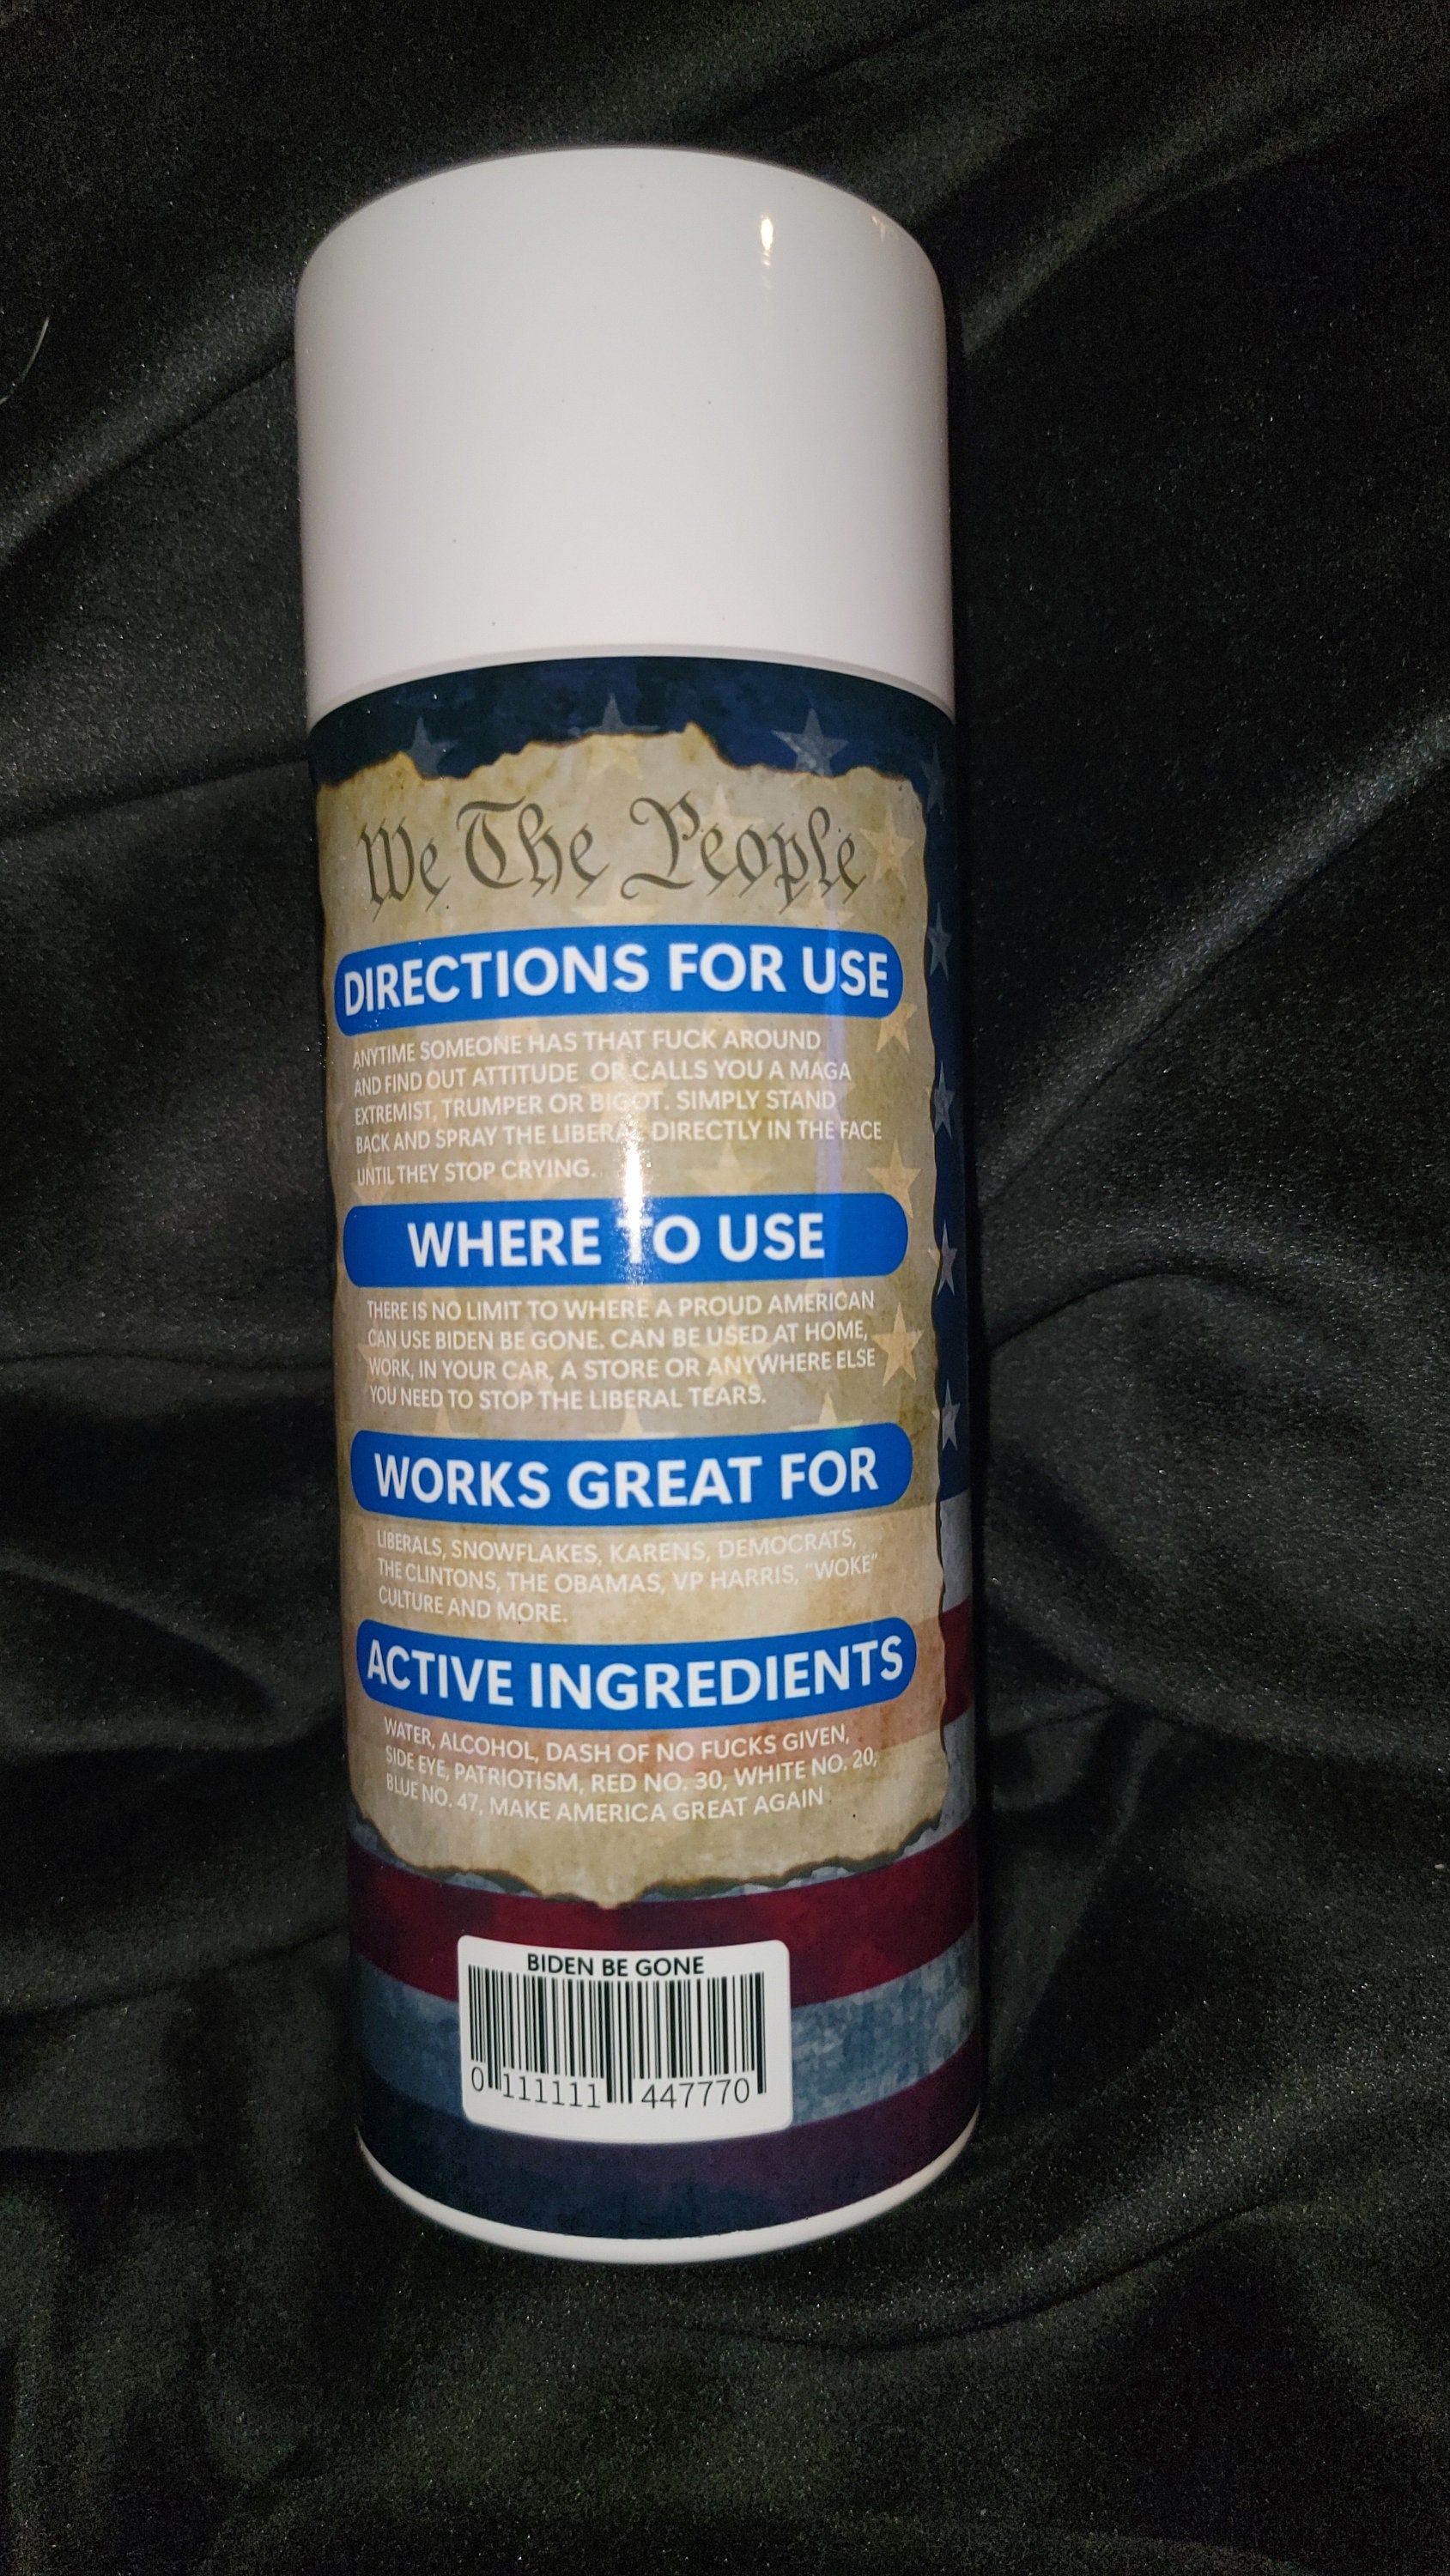 We The People
DIRECTIONS FOR USE
ANYTIME SOMEONE HAS THAT FUCK AROUND
AND FIND OUT ATTITUDE OR CALLS YOU A MAGA
EXTREMIST, TRUMPER OR BIGOT. SIMPLY STAND
BACK AND SPRAY THE LIBERAL DIRECTLY IN THE FACE
UNTIL THEY STOP CRYING.
WHERE TO USE
THERE IS NO LIMIT TO WHERE A PROUD AMERICAN
CAN USE BIDEN BE GONE. CAN BE USED AT HOME,
WORK, IN YOUR CAR, A STORE OR ANYWHERE ELSE
YOU NEED TO STOP THE LIBERAL TEARS.
WORKS GREAT FOR
LIBERALS, SNOWFLAKES, KARENS, DEMOCRATS,
THE CLINTONS, THE OBAMAS, VP HARRIS, "WOKE"
CULTURE AND MORE.
ACTIVE INGREDIENTS
WATER, ALCOHOL, DASH OF NO FUCKS GIVEN,
SIDE EYE, PATRIOTISM, RED NO. 30, WHITE NO. 20,
BLUE NO. 47, MAKE AMERICA GREAT AGAIN
BIDEN BE GONE
0 111111 447770